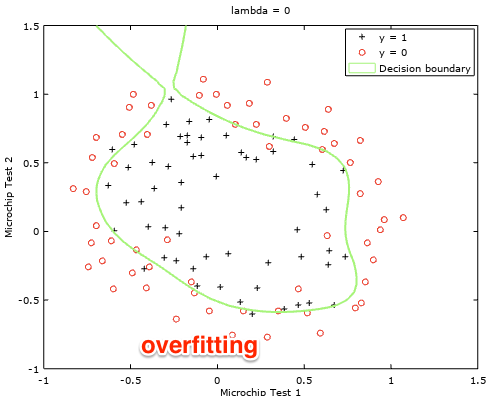 lambda = 0
1.5
y = 1
y = 0
Decision boundary
1
0.5
Microchip Test 2
0
-0.5
overfitting
-1
-1 -0.5 0 0.5 1 1.5
Microchip Test 1